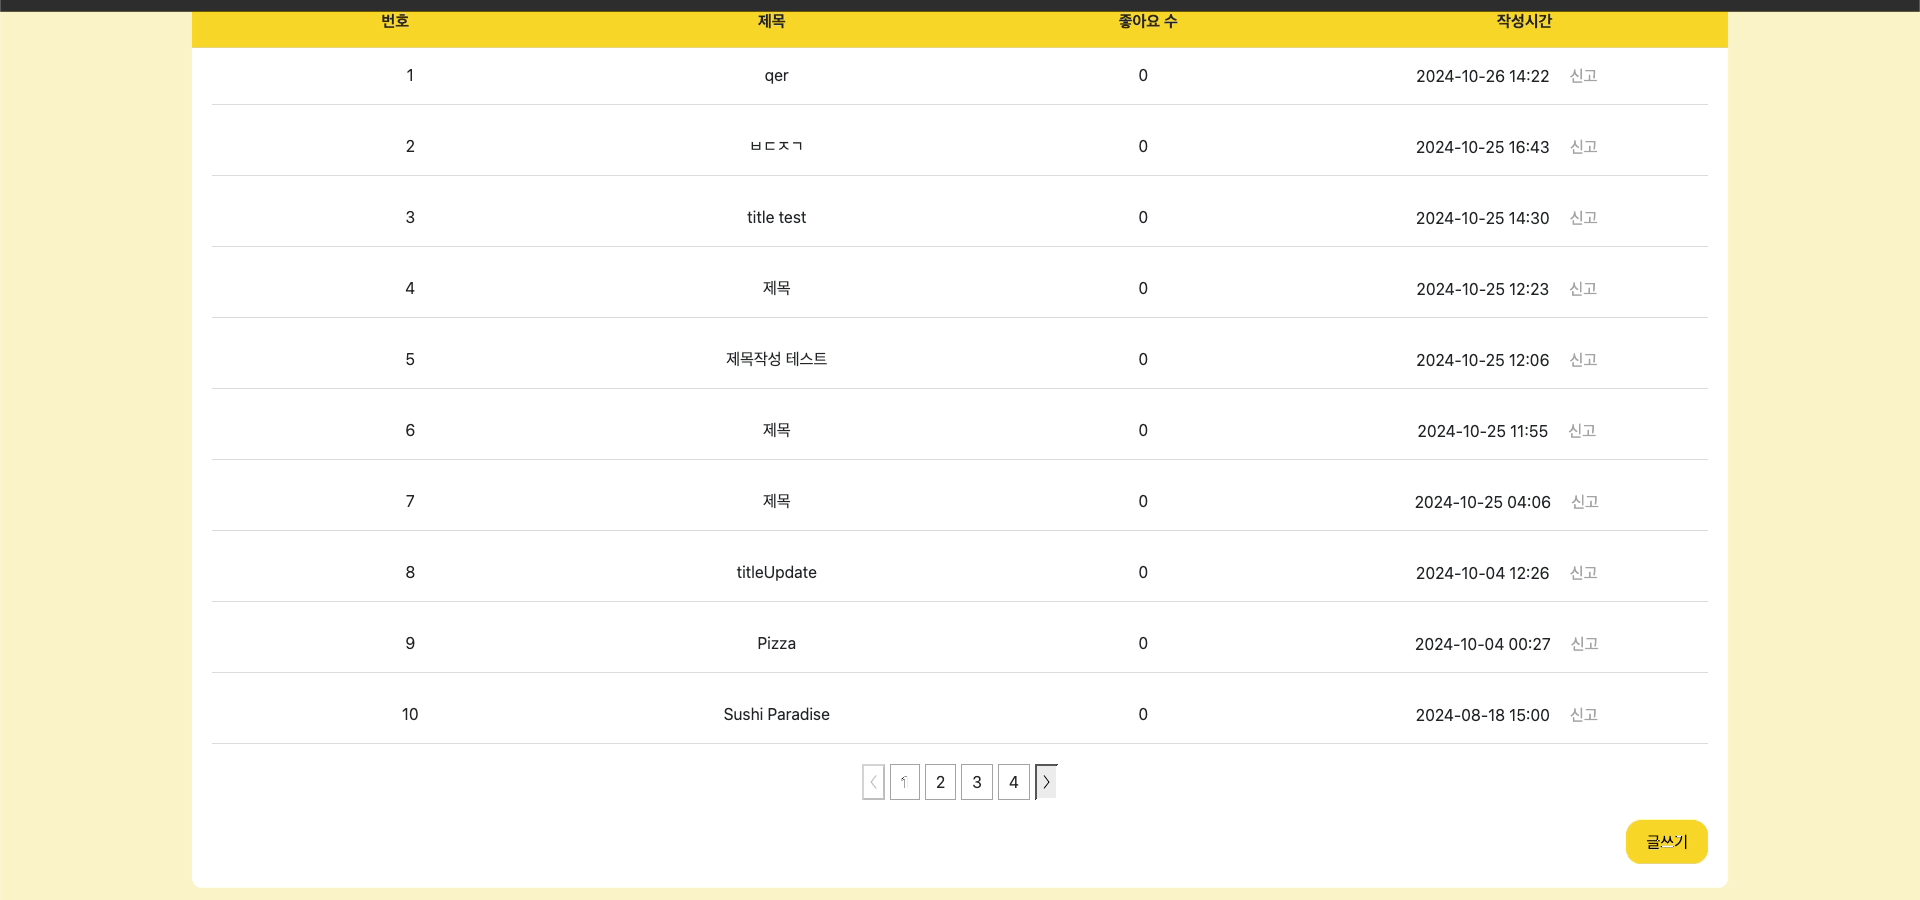 번호 제목 좋아요 수 작성시간
1 qer 0 2024-10-26 14:22 신고
2 ㅂㄷㅈㄱ 0 2024-10-25 16:43 신고
3 title test 0 2024-10-25 14:30 신고
4 제목 0 2024-10-25 12:23 신고
5 제목작성 테스트 0 2024-10-25 12:06 신고
6 제목 0 2024-10-25 11:55 신고
7 제목 0 2024-10-25 04:06 신고
8 titleUpdate 0 2024-10-04 12:26 신고
9 Pizza 0 2024-10-04 00:27 신고
10 Sushi Paradise 0 2024-08-18 15:00 신고
〈 1 2 3 4 〉
글쓰기